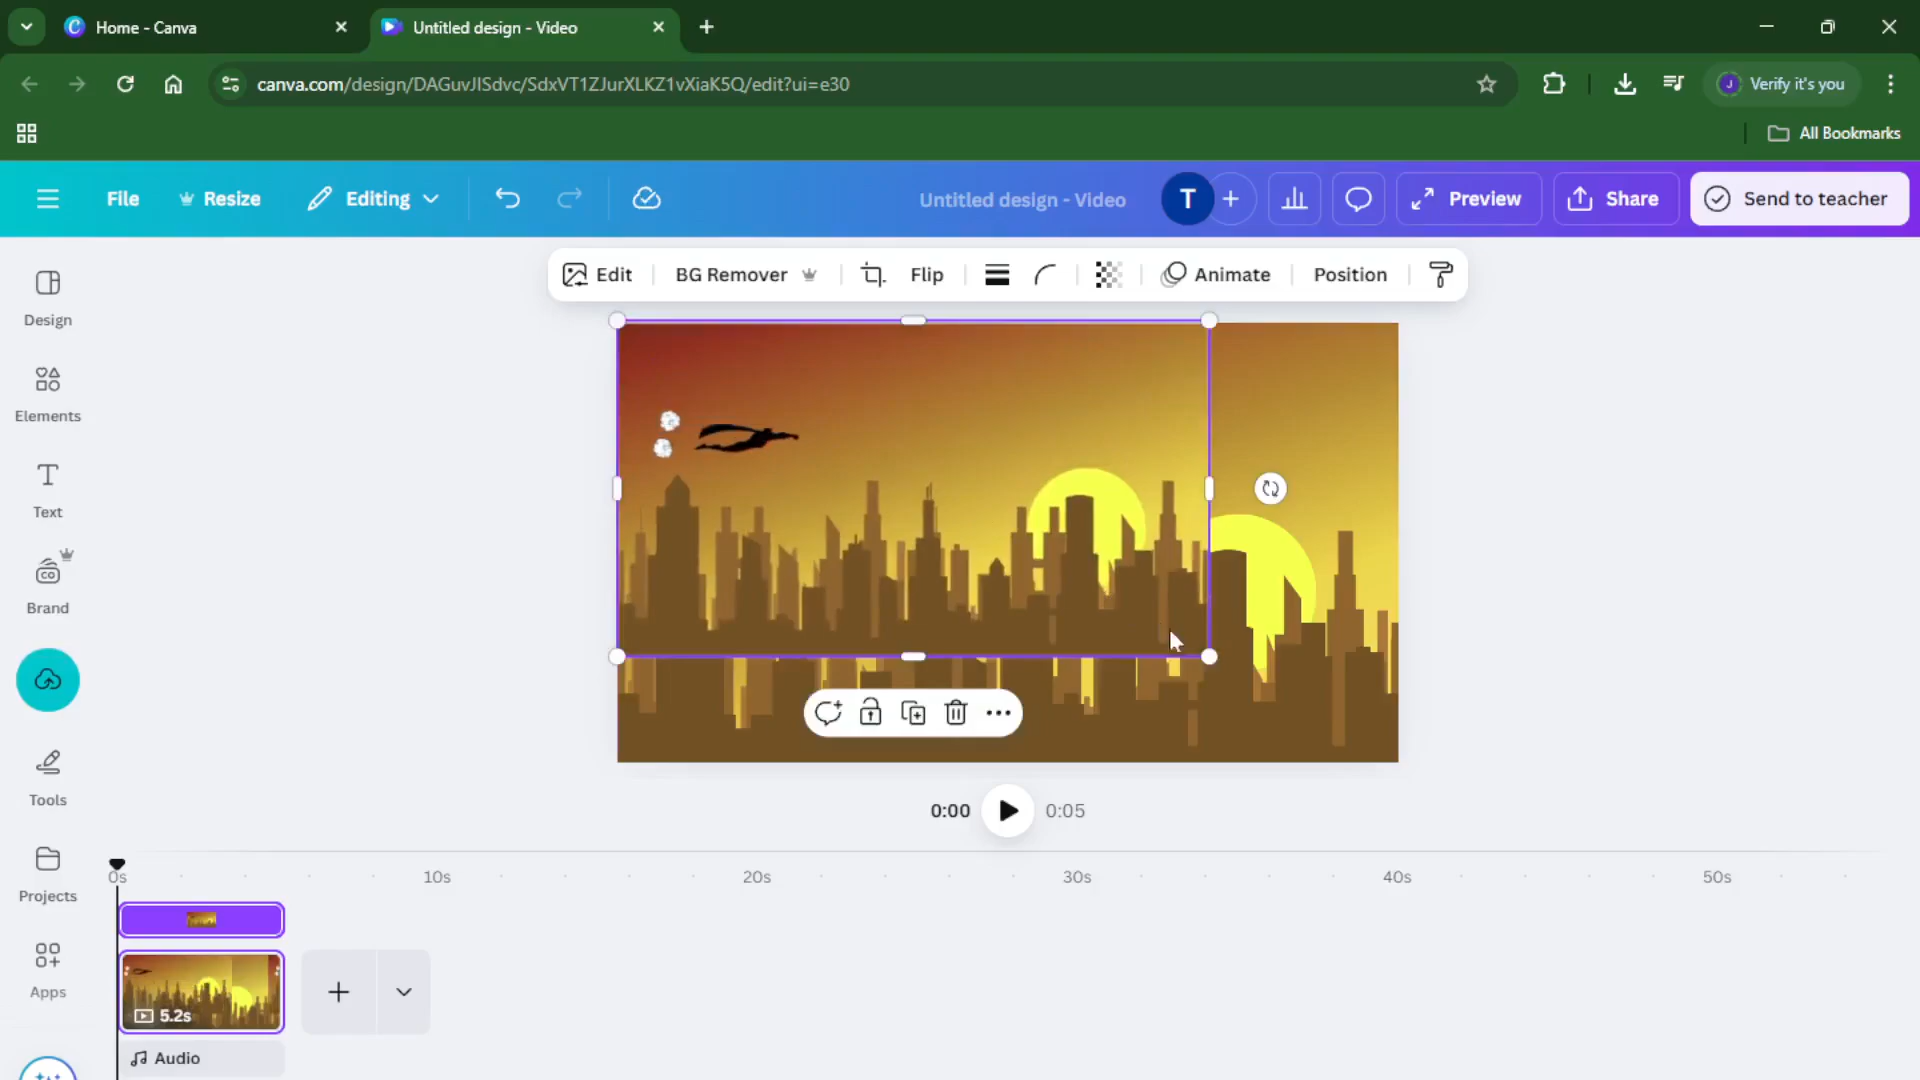 Home - Canva
Untitled design - Video
canva.com/design/DAGuvJISdvc/SdxVT1ZJurXLKZ1vXiaK5Q/edit?ui=e30
J
Verify it's you
All Bookmarks
File
Resize
Editing
Untitled design - Video
T
Preview
Share
Send to teacher
Edit
BG Remover
Flip
Animate
Position
Design
Elements
Text
CO
Brand
Tools
Projects
Apps
0:00
0:05
0s
10s
20s
30s
40s
50s
5.2s
Audio